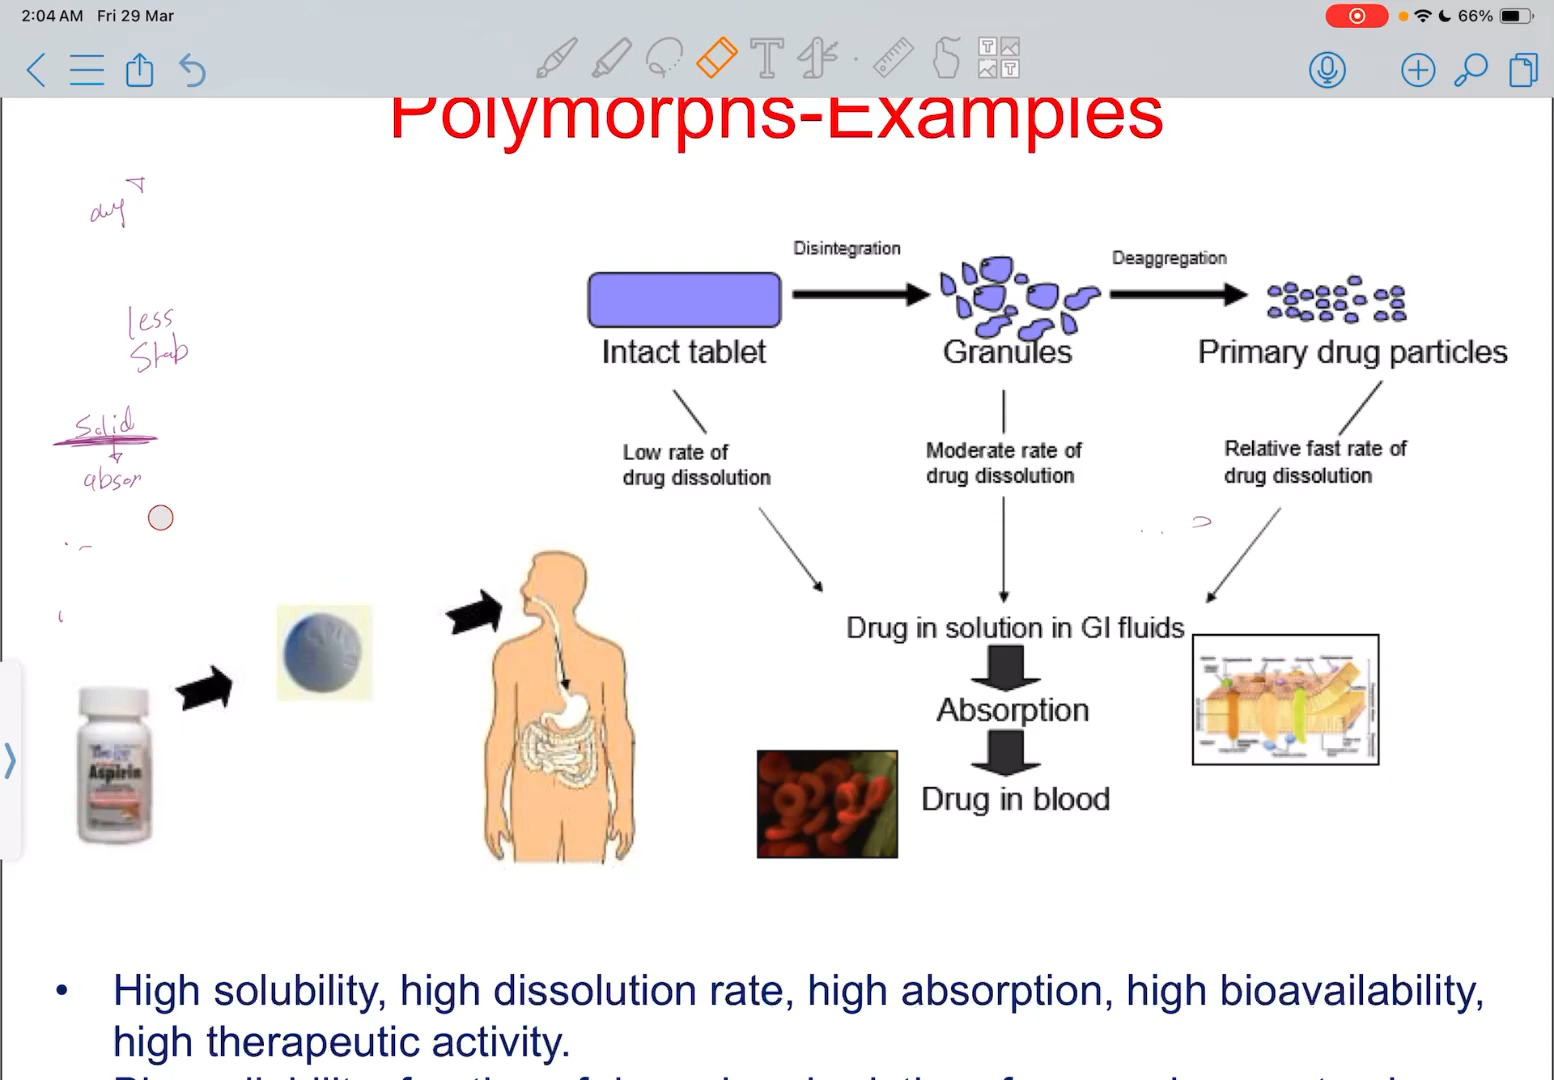 2:04 AM Fri 29 Mar
66%
Polymorphs-Examples
less
Stab
Solid
absor
Disintegration
Deaggregation
Intact tablet
Granules
Primary drug particles
Low rate of
drug dissolution
Moderate rate of
drug dissolution
Relative fast rate of
drug dissolution
Drug in solution in GI fluids
Absorption
Drug in blood
Aspirin
• High solubility, high dissolution rate, high absorption, high bioavailability,
high therapeutic activity.